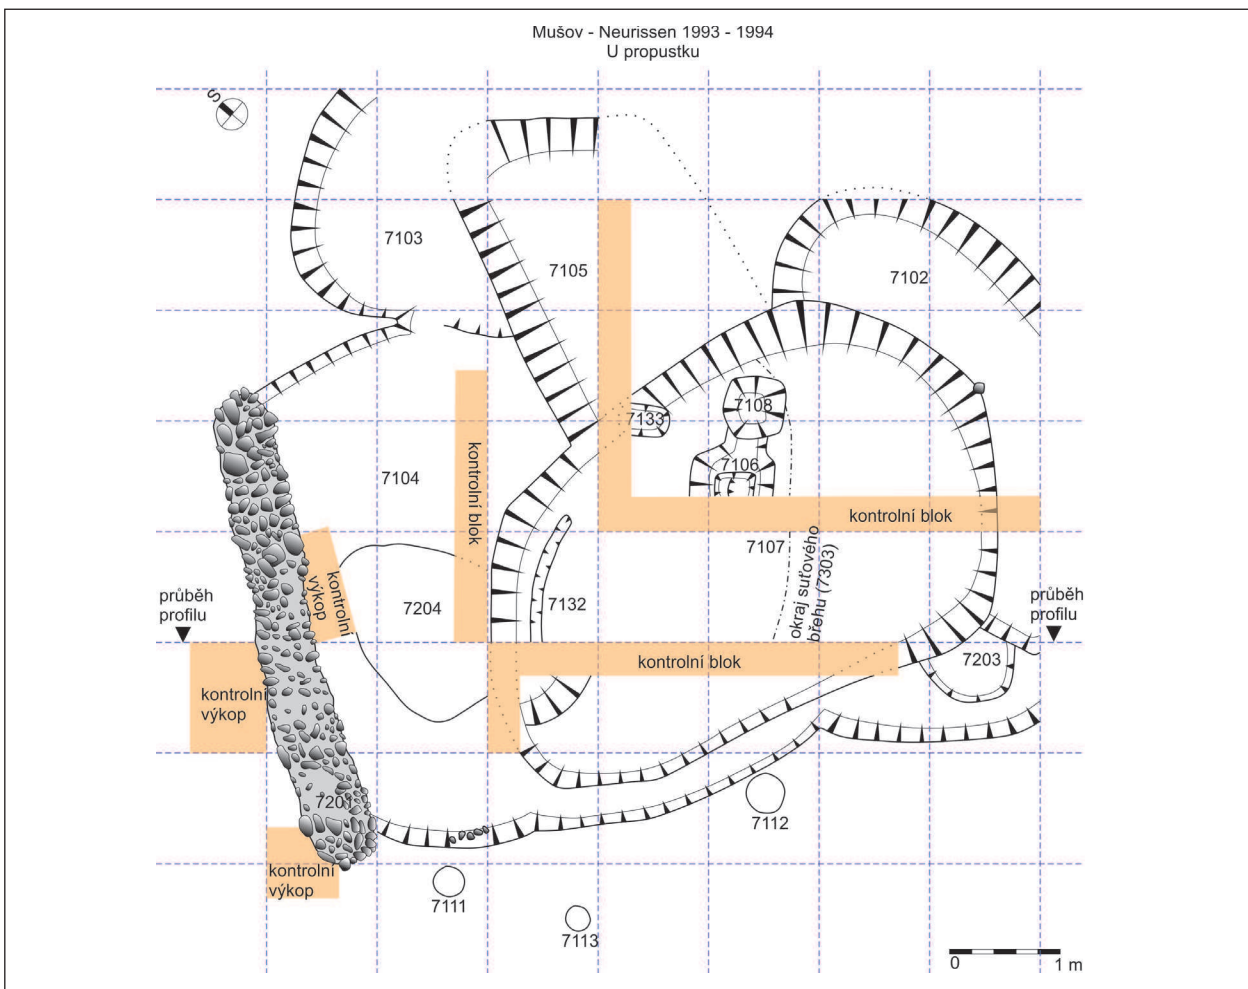 Mušov - Neurissen 1993 - 1994
U propustku
S
7103
7105
7102
7133
7108
7104
7106
kontrolní blok
kontrolní blok
7107
okraj suťového
břehu (7303)
kontrolní
výkop
7204
7132
průběh
profilu
průběh
profilu
kontrolní blok
7203
kontrolní
výkop
7201
7112
kontrolní
výkop
7111
7113
0
1 m